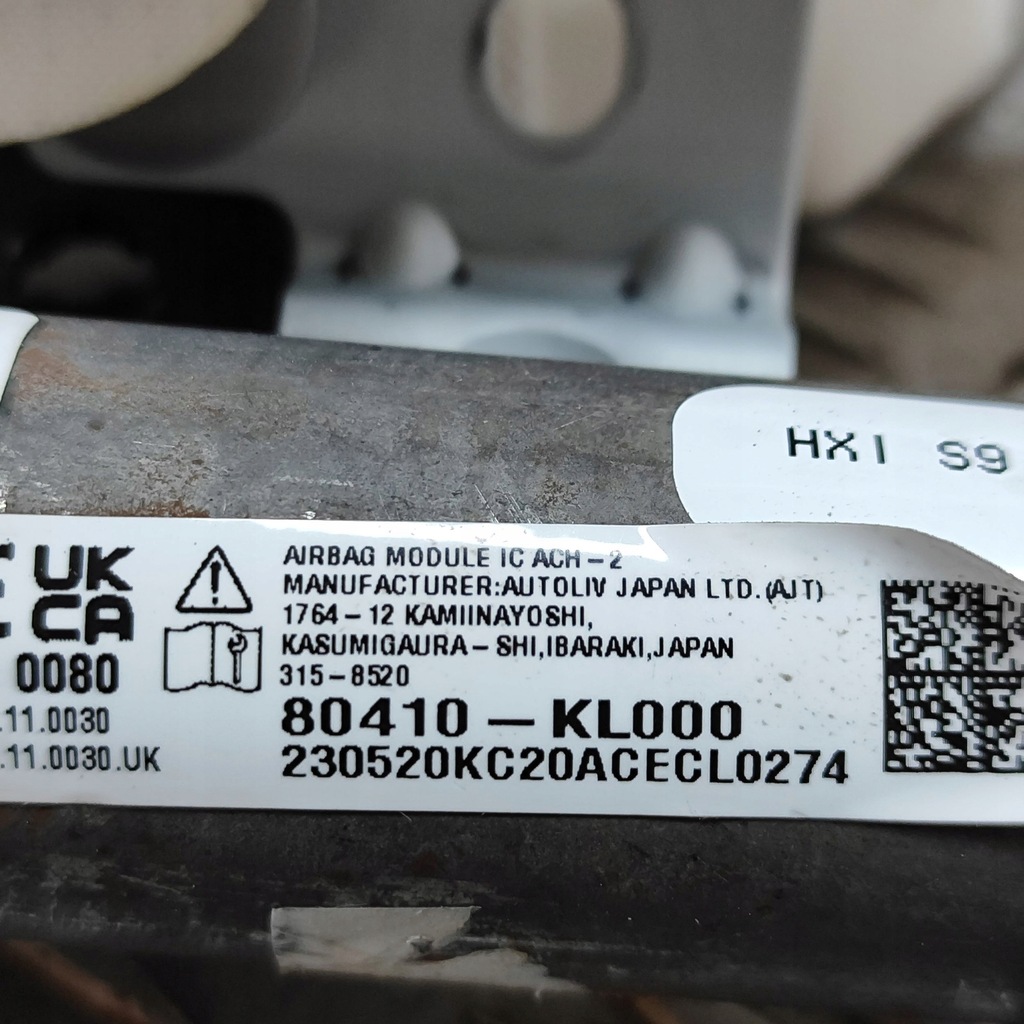 HXI S9
UK
CA
0080
.11.0030
.11.0030.UK
AIRBAG MODULE IC ACH-2
MANUFACTURER:AUTOLIV JAPAN LTD.(AJT)
1764-12 KAMIINAYOSHI,
KASUMIGAURA-SHI,IBARAKI,JAPAN
315-8520
80410-KL000
230520KC20ACECL0274